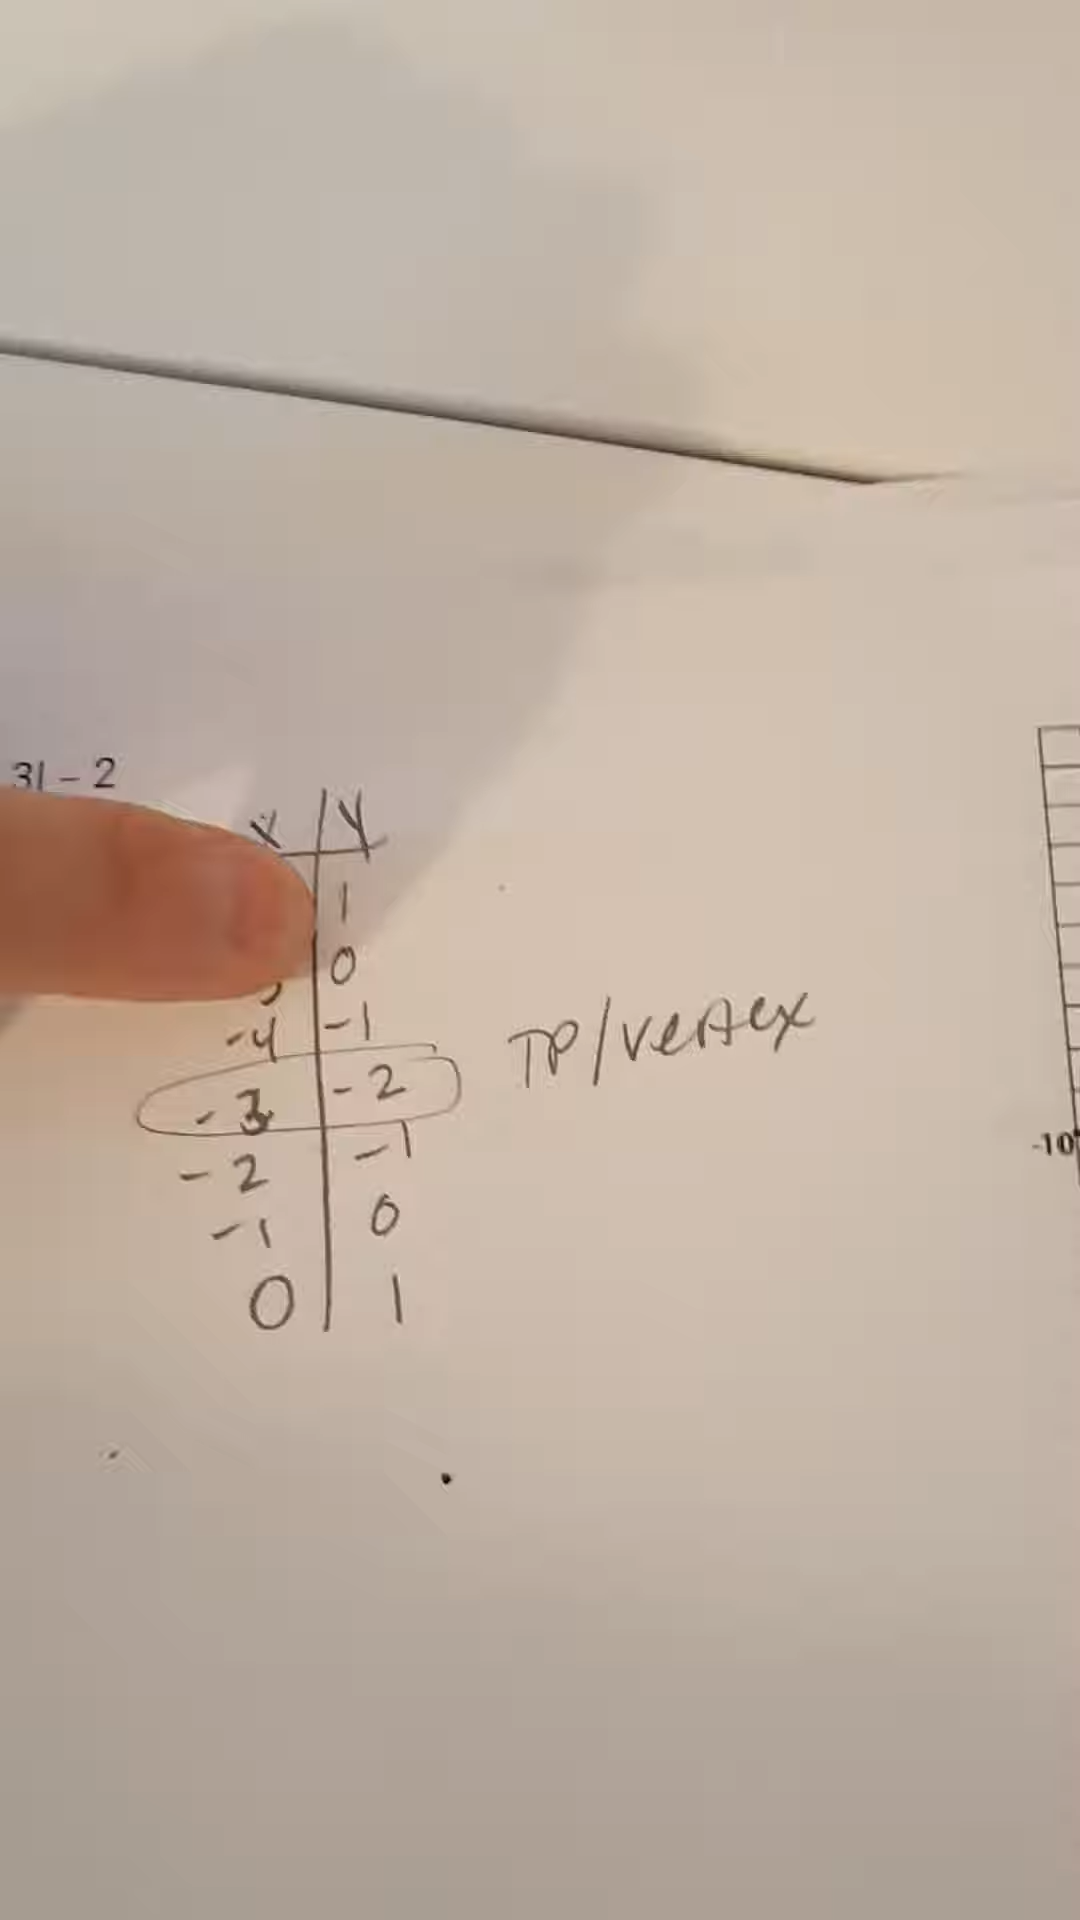 3| – 2
x | y
1
0
-4 | -1
-3 | -2 TP/vertex
-2 | -1
-1 | 0
0 | 1
-10